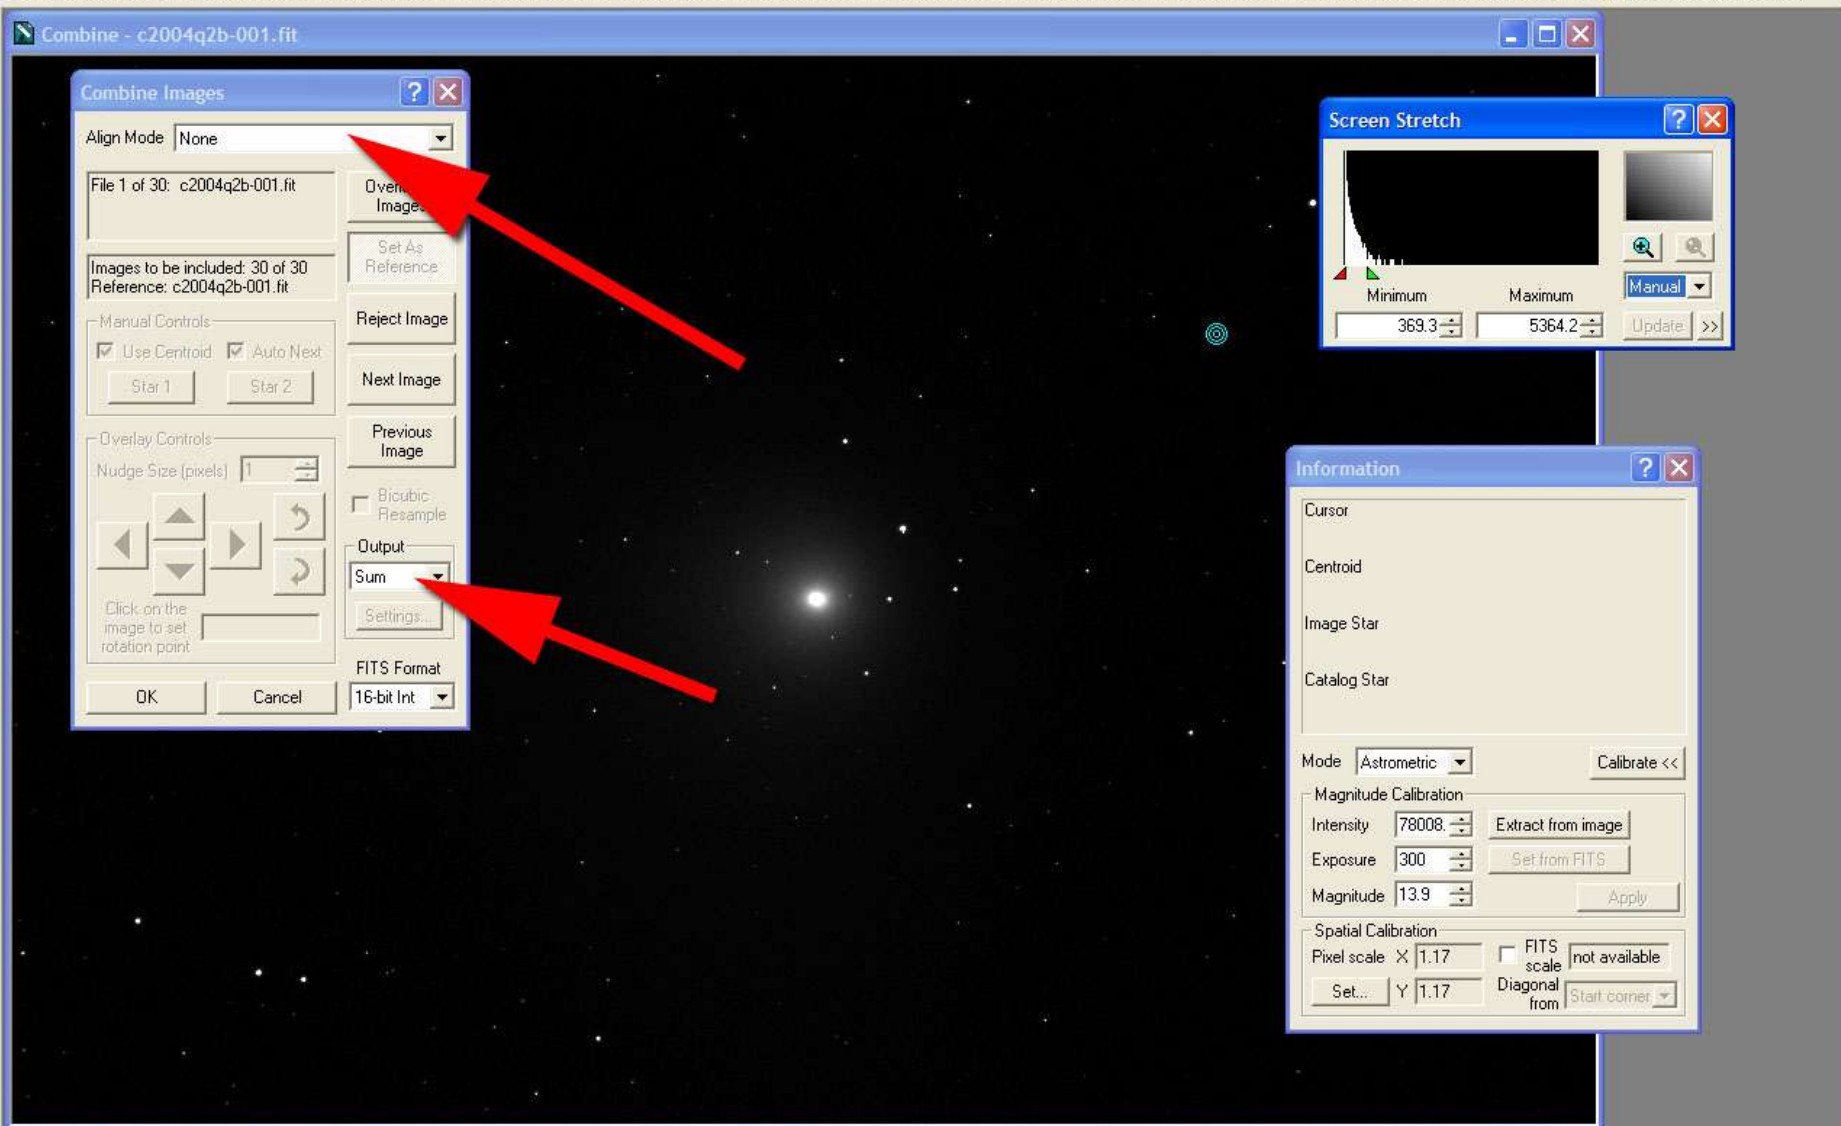 Combine - c2004q2b-001.fit
Combine Images
Align Mode None
File 1 of 30: c2004q2b-001.fit
Images
Set As
Reference
Images to be included: 30 of 30
Reference: c2004q2b-001.fit
Reject Image
Manual Controls
Use Centroid Auto Next
Star 1 Star 2
Next Image
Previous
Image
Overlay Controls
Nudge Size (pixels) 1
Bicubic
Resample
Output
Sum
Settings...
Click on the
image to set
rotation point
FITS Format
16-bit Int
OK Cancel
Screen Stretch
Minimum Maximum
369.3 5364.2
Manual
Update >>
Information
Cursor
Centroid
Image Star
Catalog Star
Mode Astrometric Calibrate <<
Magnitude Calibration
Intensity 78008. Extract from image
Exposure 300 Set from FITS
Magnitude 13.9 Apply
Spatial Calibration
Pixel scale X 1.17 FITS scale not available
Set... Y 1.17 Diagonal from Start corner